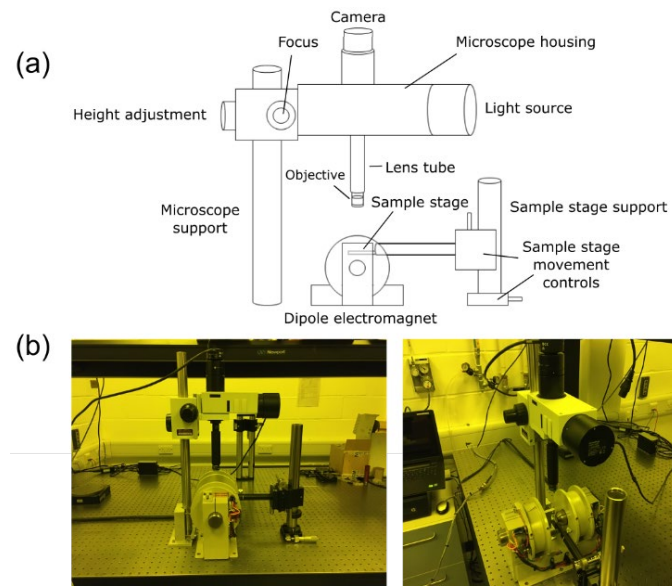 (a)
Camera
Focus
Microscope housing
Height adjustment
Light source
Objective
Lens tube
Sample stage
Sample stage support
Microscope
support
Sample stage
movement
controls
Dipole electromagnet
(b)
Newport